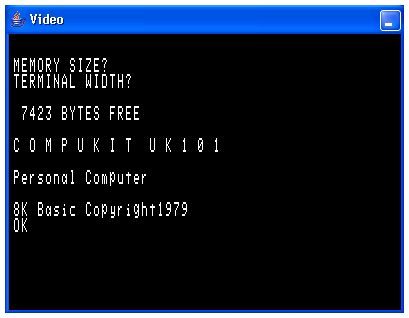 Video
MEMORY SIZE?
TERMINAL WIDTH?
7423 BYTES FREE
C O M P U K I T  U K 1 0 1
Personal Computer
8K Basic Copyright1979
OK